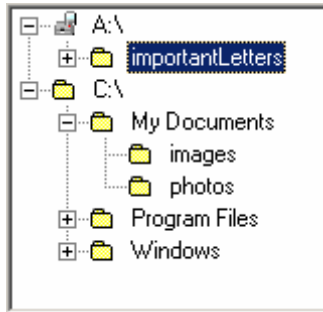 A:\
importantLetters
C:\
My Documents
images
photos
Program Files
Windows